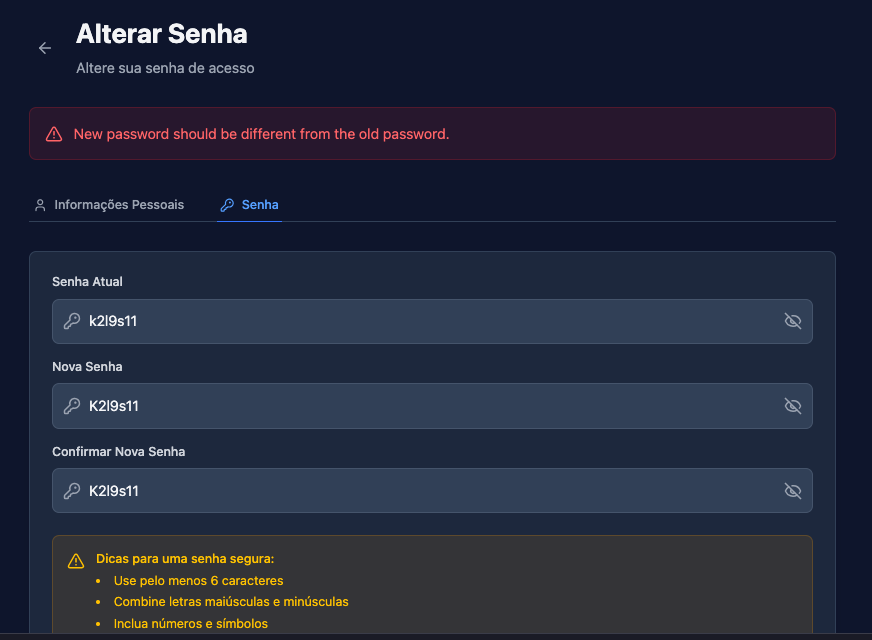 Alterar Senha
Altere sua senha de acesso
New password should be different from the old password.
Informações Pessoais
Senha
Senha Atual
k2l9s11
Nova Senha
K2l9s11
Confirmar Nova Senha
K2l9s11
Dicas para uma senha segura:
• Use pelo menos 6 caracteres
• Combine letras maiúsculas e minúsculas
• Inclua números e símbolos